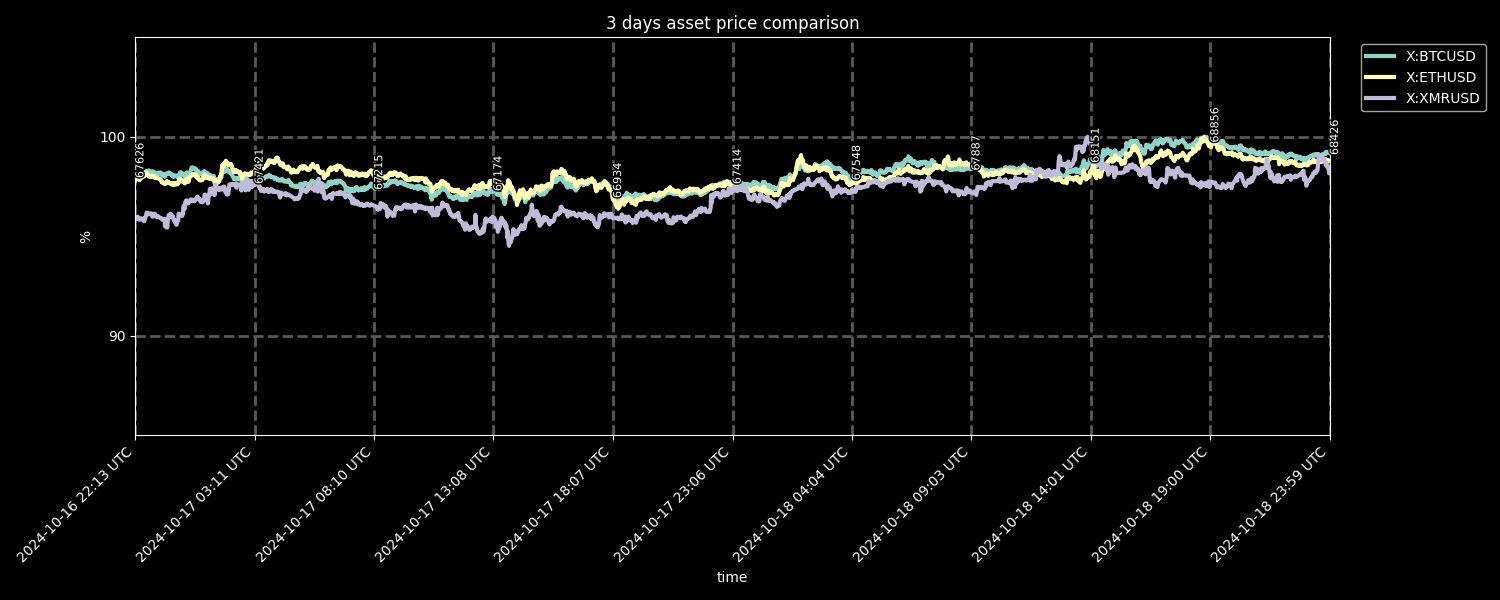 3 days asset price comparison
X:BTCUSD
X:ETHUSD
X:XMRUSD
100
90
%
67626
67421
67215
67174
66934
67414
67548
67887
68151
68856
68426
2024-10-16 22:13 UTC
2024-10-17 03:11 UTC
2024-10-17 08:10 UTC
2024-10-17 13:08 UTC
2024-10-17 18:07 UTC
2024-10-17 23:06 UTC
2024-10-18 04:04 UTC
2024-10-18 09:03 UTC
2024-10-18 14:01 UTC
2024-10-18 19:00 UTC
2024-10-18 23:59 UTC
time